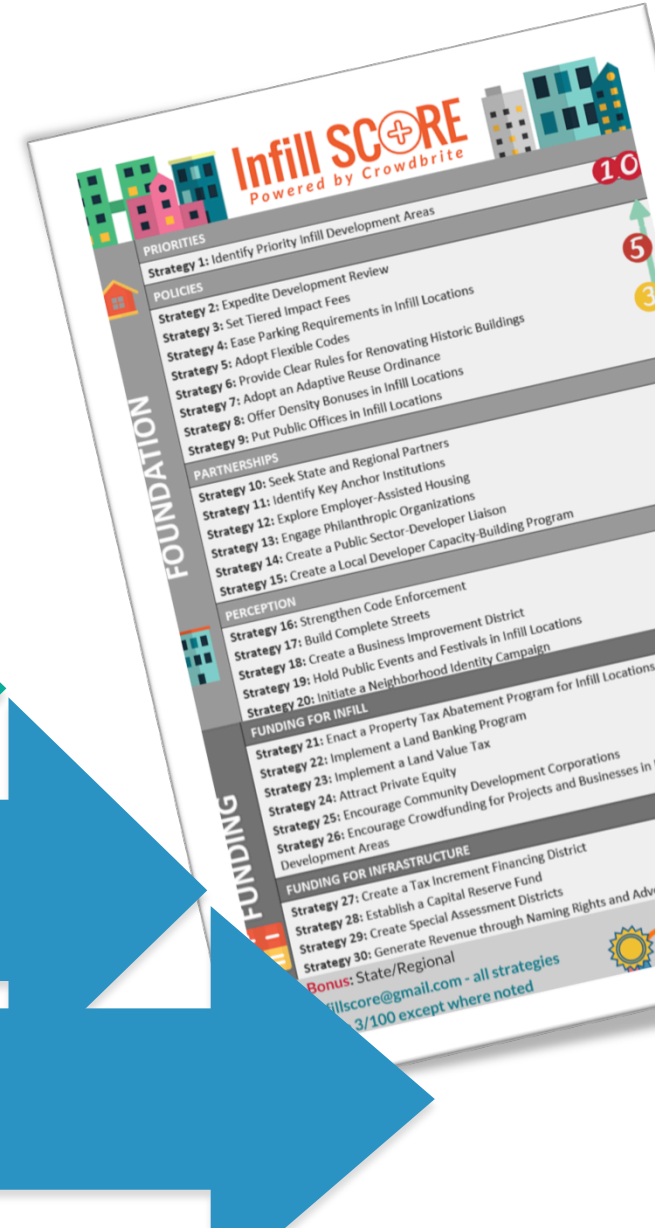 Infill SCORE
Powered by Crowdbrite
10
PRIORITIES
Strategy 1: Identify Priority Infill Development Areas
5
POLICIES
3
Strategy 2: Expedite Development Review
Strategy 3: Set Tiered Impact Fees
Strategy 4: Ease Parking Requirements in Infill Locations
Strategy 5: Adopt Flexible Codes
Strategy 6: Provide Clear Rules for Renovating Historic Buildings
Strategy 7: Adopt an Adaptive Reuse Ordinance
Strategy 8: Offer Density Bonuses in Infill Locations
Strategy 9: Put Public Offices in Infill Locations
FOUNDATION
PARTNERSHIPS
Strategy 10: Seek State and Regional Partners
Strategy 11: Identify Key Anchor Institutions
Strategy 12: Explore Employer-Assisted Housing
Strategy 13: Engage Philanthropic Organizations
Strategy 14: Create a Public Sector-Developer Liaison
Strategy 15: Create a Local Developer Capacity-Building Program
PERCEPTION
Strategy 16: Strengthen Code Enforcement
Strategy 17: Build Complete Streets
Strategy 18: Create a Business Improvement District
Strategy 19: Hold Public Events and Festivals in Infill Locations
Strategy 20: Initiate a Neighborhood Identity Campaign
FUNDING FOR INFILL
Strategy 21: Enact a Property Tax Abatement Program for Infill Locations
Strategy 22: Implement a Land Banking Program
Strategy 23: Implement a Land Value Tax
Strategy 24: Attract Private Equity
Strategy 25: Encourage Community Development Corporations
Strategy 26: Encourage Crowdfunding for Projects and Businesses in
Development Areas
FUNDING
FUNDING FOR INFRASTRUCTURE
Strategy 27: Create a Tax Increment Financing District
Strategy 28: Establish a Capital Reserve Fund
Strategy 29: Create Special Assessment Districts
Strategy 30: Generate Revenue through Naming Rights and Adve
Bonus: State/Regional
illscore@gmail.com - all strategies
3/100 except where noted